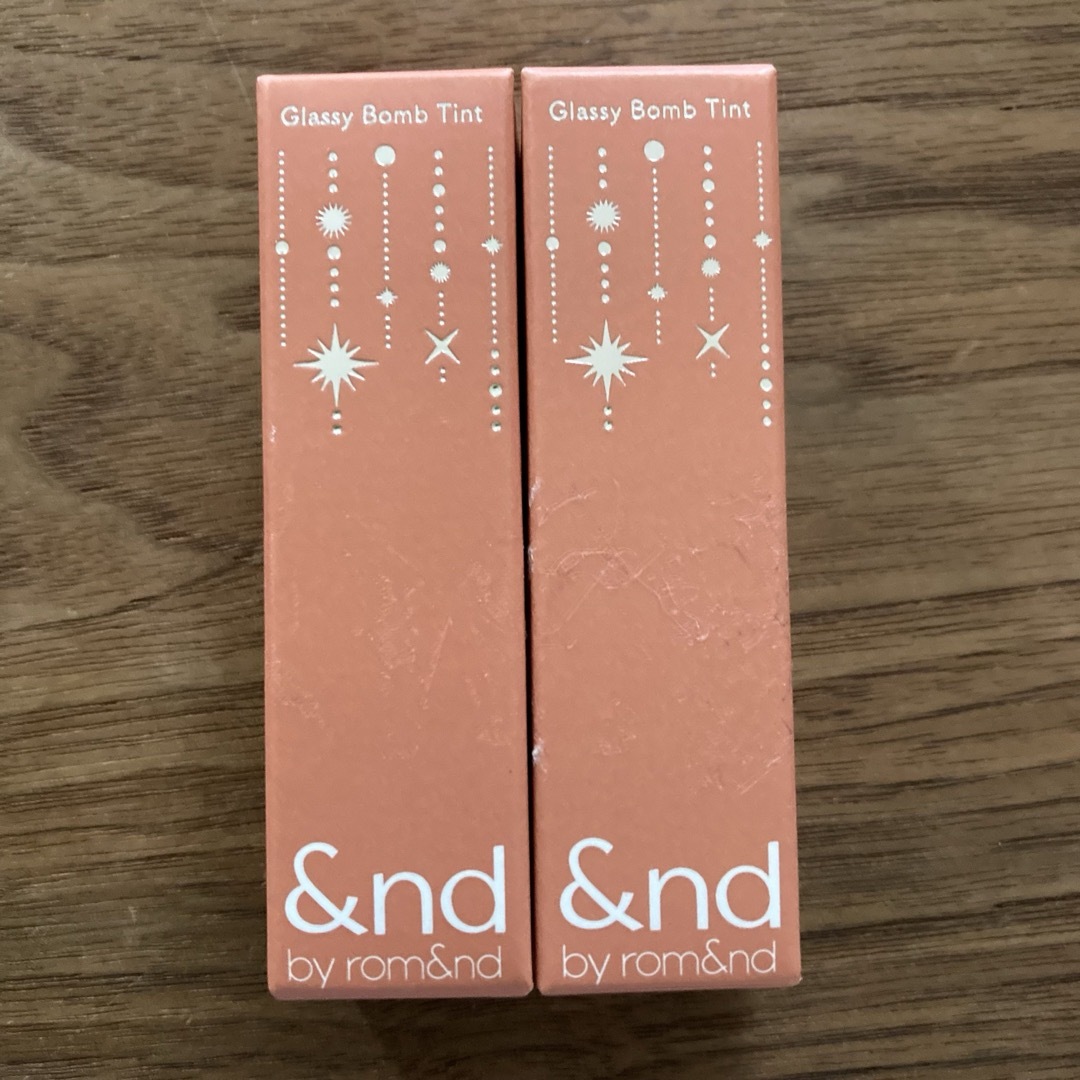 Glassy Bomb Tint
&nd
by rom&nd
Glassy Bomb Tint
&nd
by rom&nd